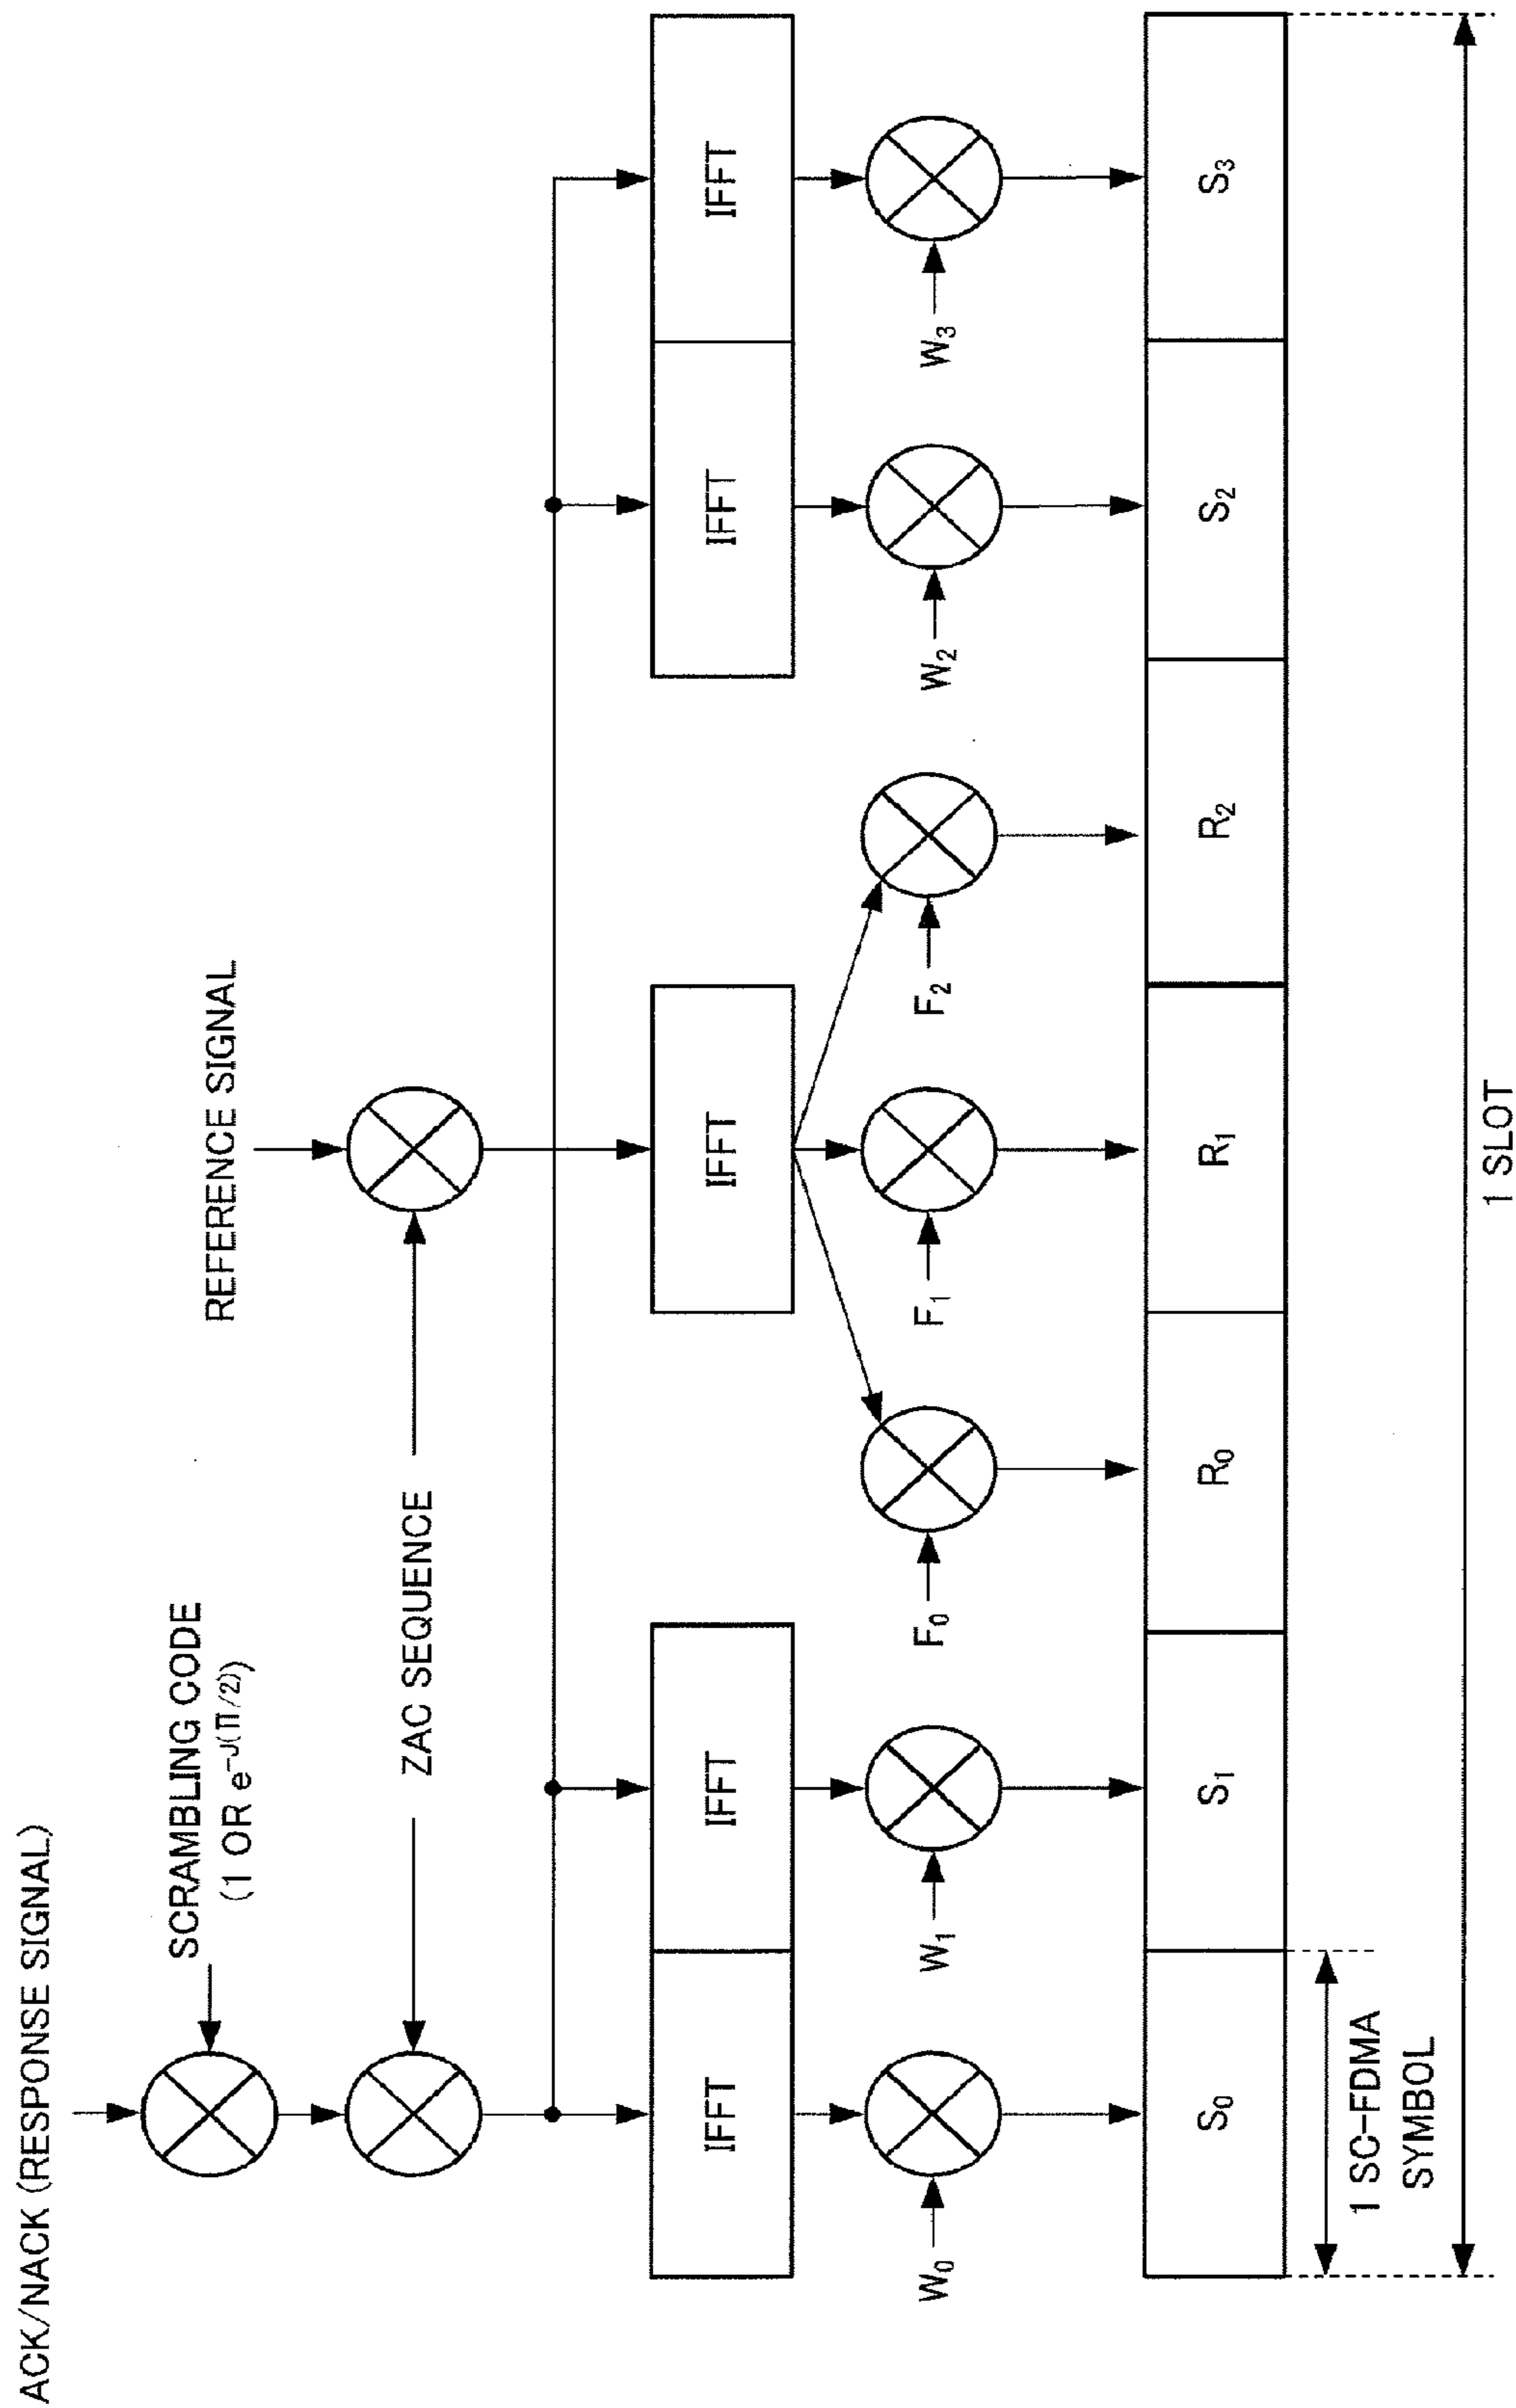 ACK/NACK (RESPONSE SIGNAL)
SCRAMBLING CODE
(1 OR e^-J(Π/2))
REFERENCE SIGNAL
ZAC SEQUENCE
IFFT
IFFT
IFFT
IFFT
IFFT
W0
W1
F0
F1
F2
W2
W3
S0
S1
R0
R1
R2
S2
S3
1 SC-FDMA
SYMBOL
1 SLOT